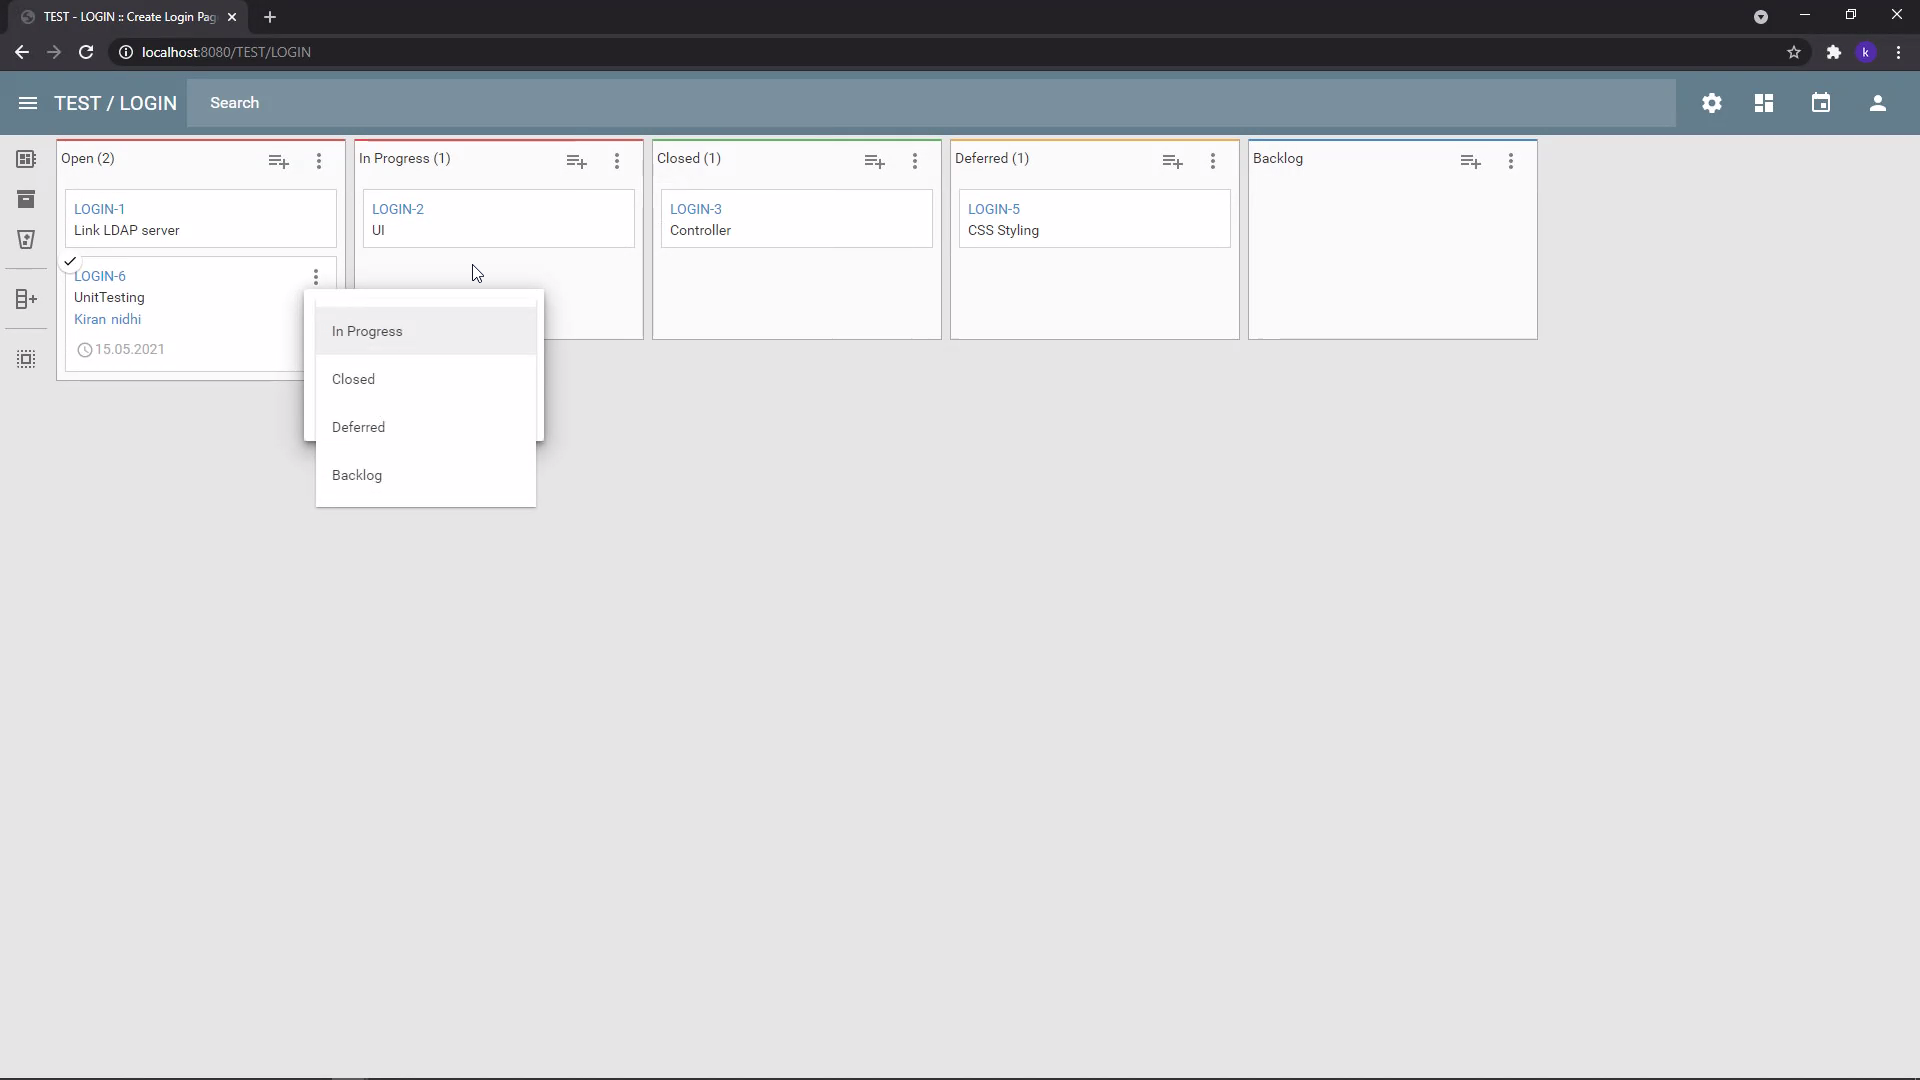 TEST - LOGIN :: Create Login Pag
localhost:8080/TEST/LOGIN
k
TEST / LOGIN
Search
Open (2)
LOGIN-1
Link LDAP server
LOGIN-6
UnitTesting
Kiran nidhi
15.05.2021
In Progress (1)
LOGIN-2
UI
In Progress
Closed
Deferred
Backlog
Closed (1)
LOGIN-3
Controller
Deferred (1)
LOGIN-5
CSS Styling
Backlog